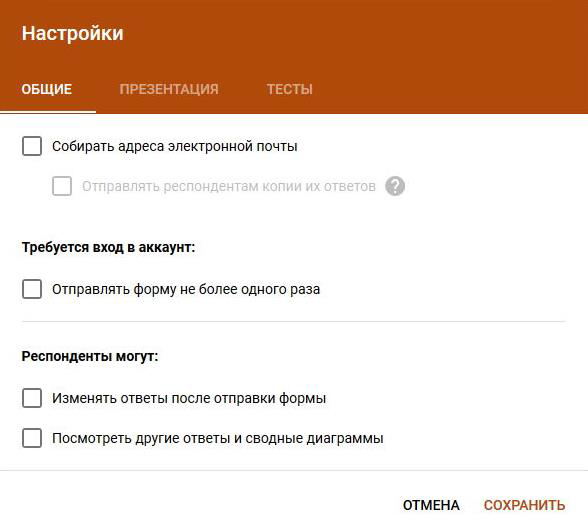 Настройки
ОБЩИЕ ПРЕЗЕНТАЦИЯ ТЕСТЫ
Собирать адреса электронной почты
Отправлять респондентам копии их ответов ?
Требуется вход в аккаунт:
Отправлять форму не более одного раза
Респонденты могут:
Изменять ответы после отправки формы
Посмотреть другие ответы и сводные диаграммы
ОТМЕНА СОХРАНИТЬ